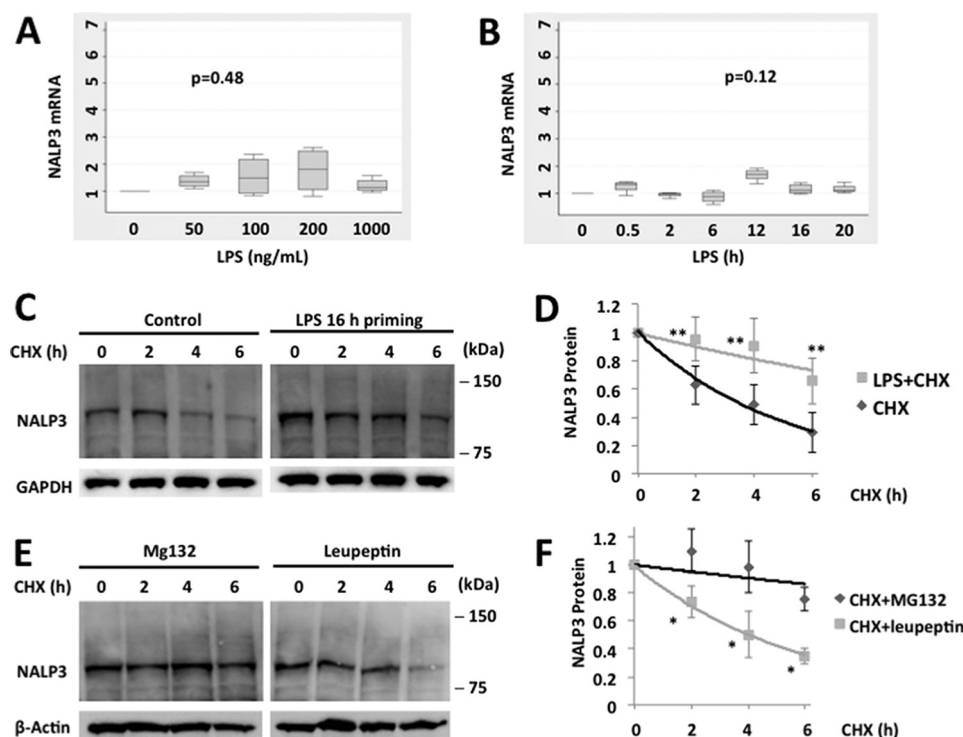 A
NALP3 mRNA
7
6
5
4
3
2
1
p=0.48
0 50 100 200 1000
LPS (ng/mL)
B
NALP3 mRNA
7
6
5
4
3
2
1
p=0.12
0 0.5 2 6 12 16 20
LPS (h)
C
Control LPS 16 h priming
CHX (h) 0 2 4 6 0 2 4 6 (kDa)
– 150
NALP3
– 75
GAPDH
D
NALP3 Protein
1.2
1
0.8
0.6
0.4
0.2
0
** ** **
LPS+CHX
CHX
0 2 4 6 CHX (h)
E
Mg132 Leupeptin
CHX (h) 0 2 4 6 0 2 4 6 (kDa)
– 150
NALP3
– 75
β-Actin
F
NALP3 Protein
1.2
1
0.8
0.6
0.4
0.2
0
* * *
CHX+MG132
CHX+leupeptin
0 2 4 6 CHX (h)